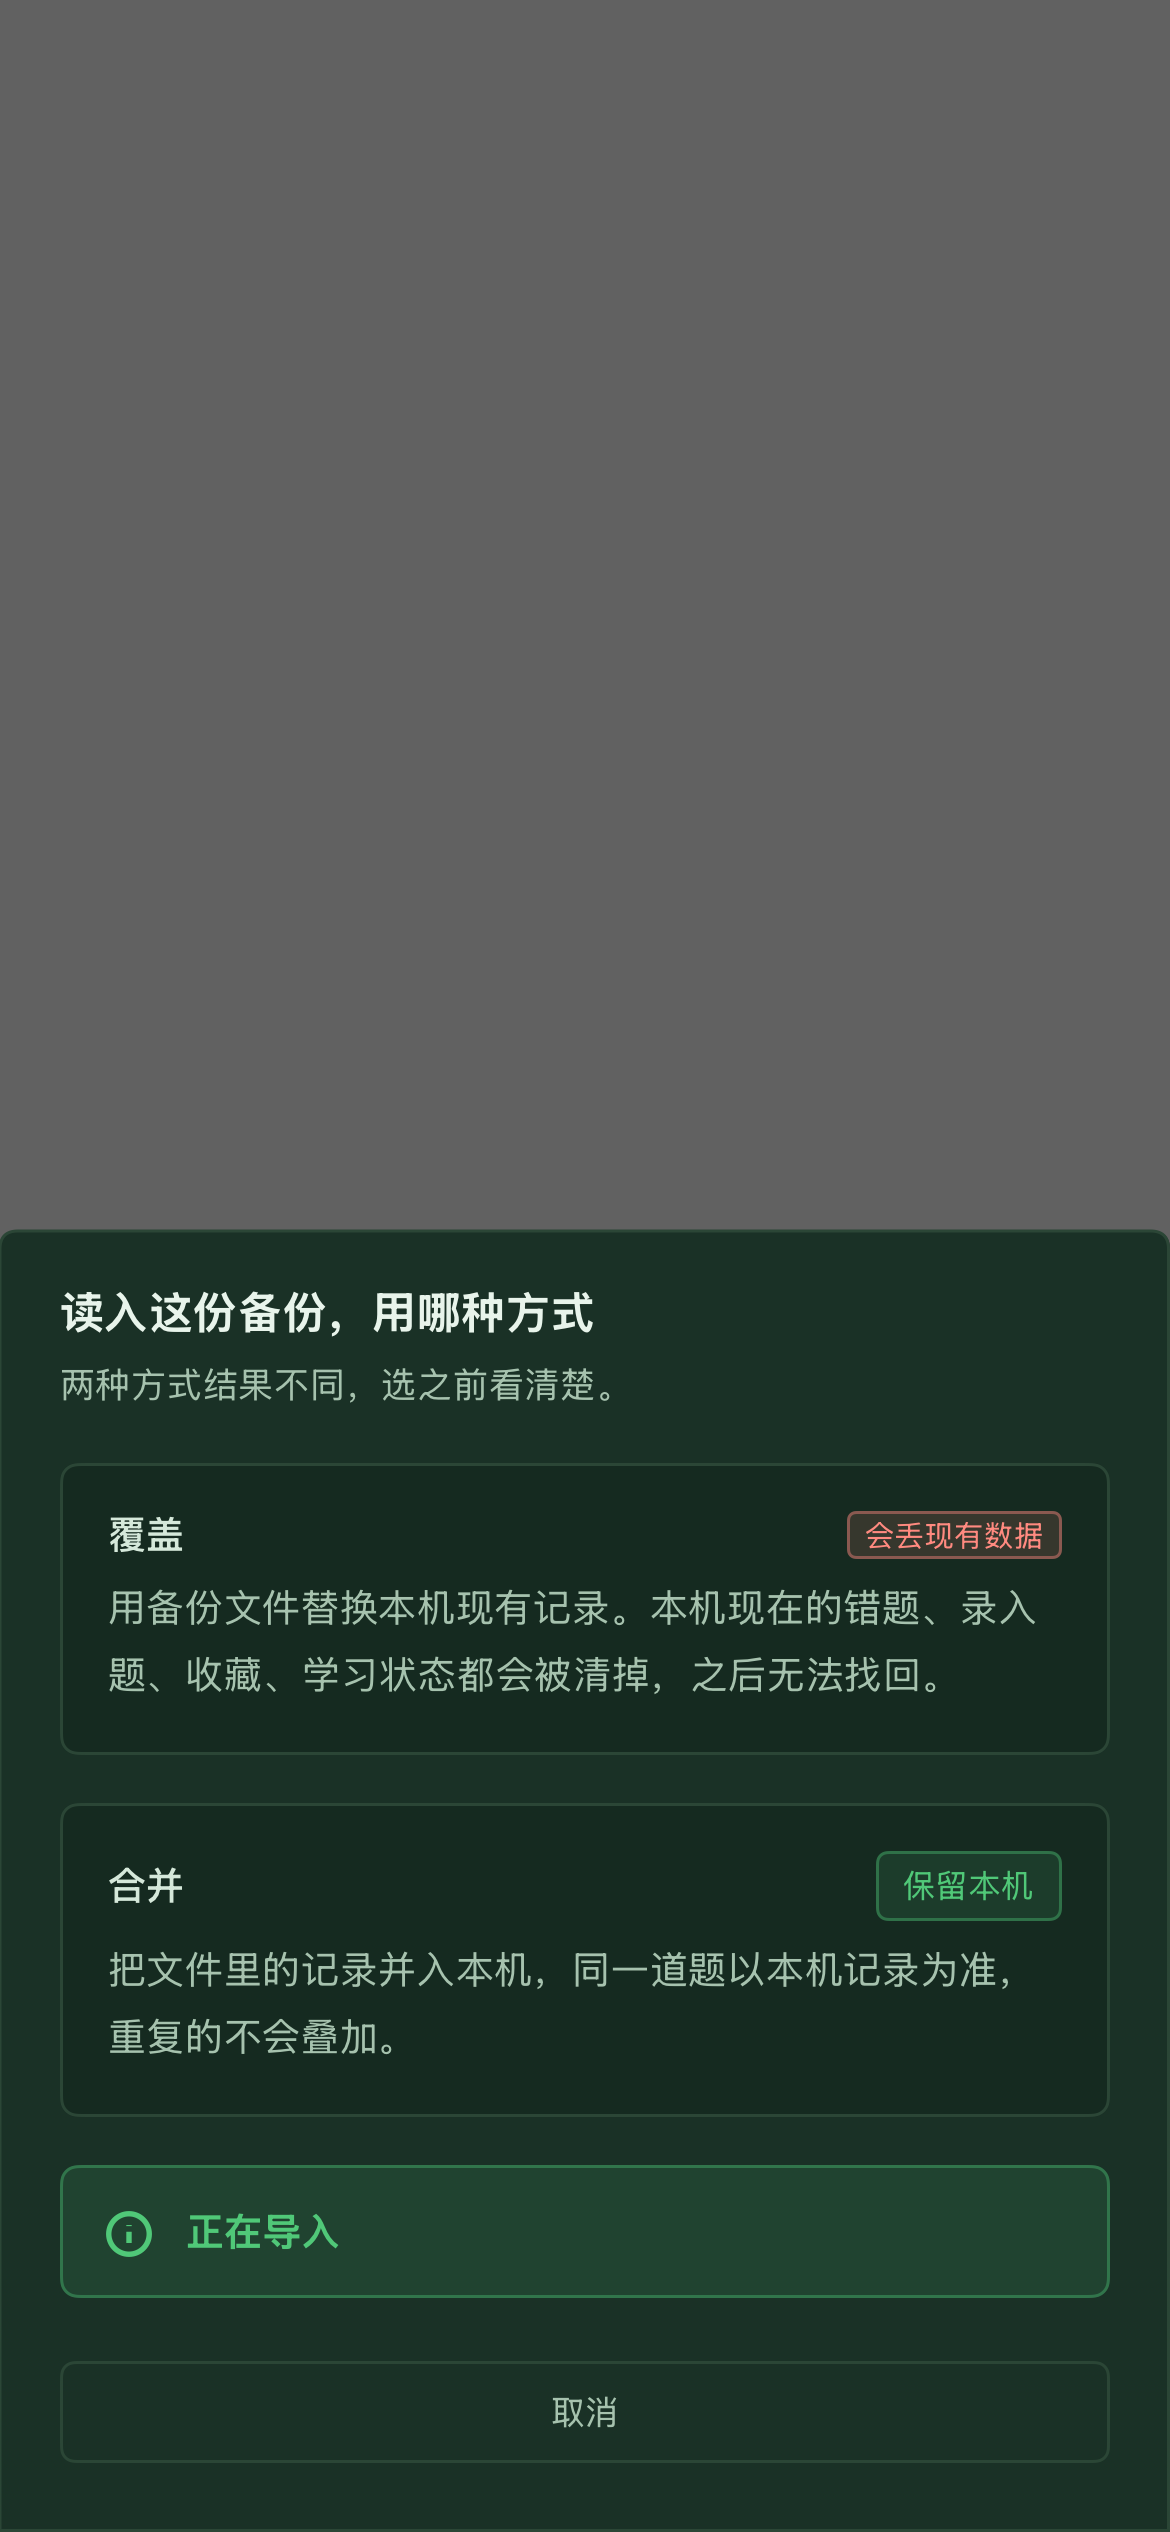 读入这份备份，用哪种方式
两种方式结果不同，选之前看清楚。
覆盖
会丢现有数据
用备份文件替换本机现有记录。本机现在的错题、录入
题、收藏、学习状态都会被清掉，之后无法找回。
合并
保留本机
把文件里的记录并入本机，同一道题以本机记录为准，
重复的不会叠加。
正在导入
取消